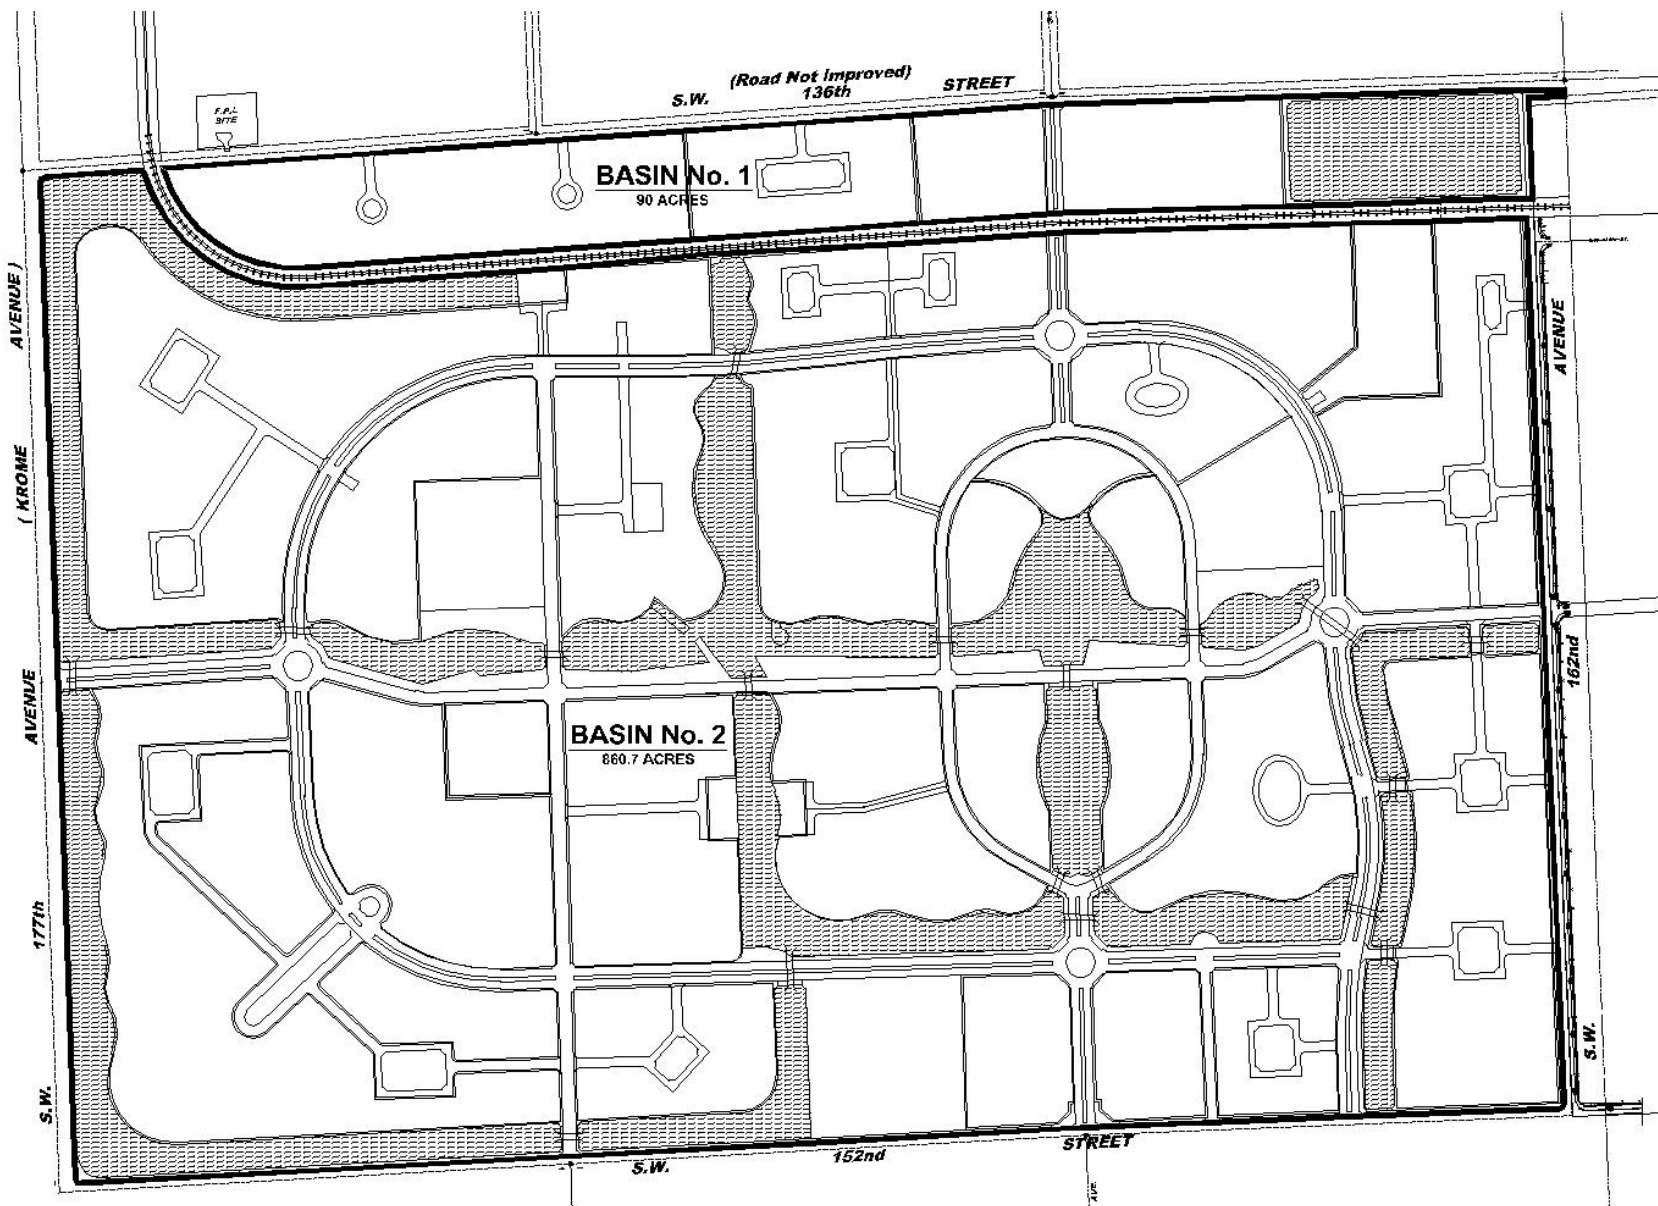 (Road Not Improved)
S.W. 136th STREET
F.P.L
SITE
BASIN No. 1
90 ACRES
S.W. 177th AVENUE ( KROME AVENUE )
AVENUE
162nd
S.W.
BASIN No. 2
860.7 ACRES
S.W. 152nd STREET
AVE.